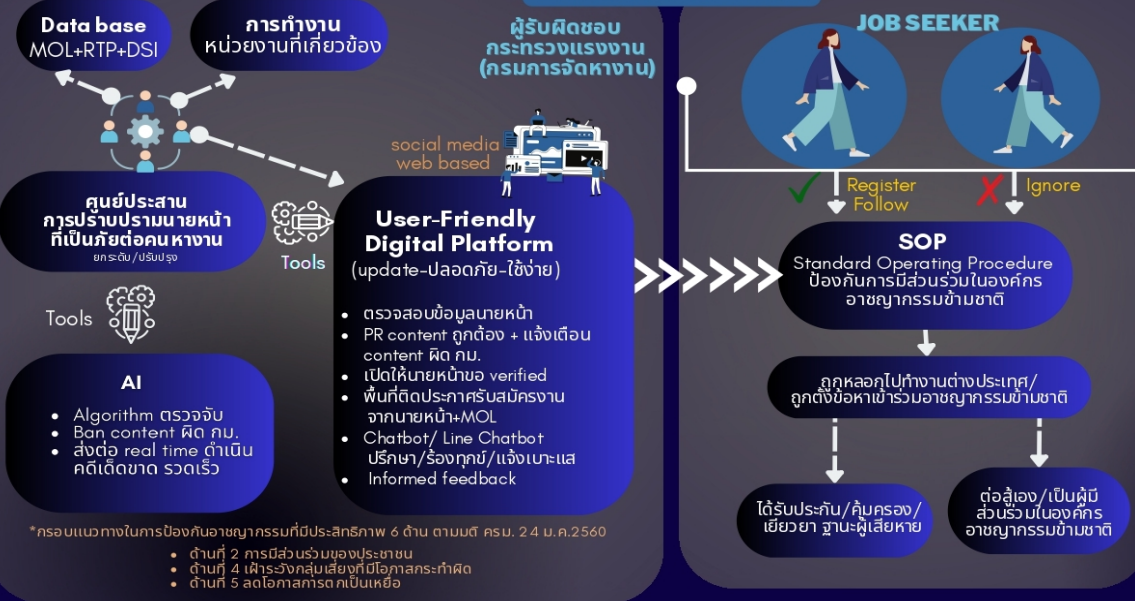 Data base
MOL+RTP+DSI
การทำงาน
หน่วยงานที่เกี่ยวข้อง
ผู้รับผิดชอบ
กระทรวงแรงงาน
(กรมการจัดหางาน)
social media
web based
ศูนย์ประสาน
การปราบปรามนายหน้า
ที่เป็นภัยต่อคนหางาน
ยกระดับ/ปรับปรุง
Tools
Tools
AI
• Algorithm ตรวจจับ
• Ban content ผิด กม.
• ส่งต่อ real time ดำเนิน
คดีเด็ดขาด รวดเร็ว
User-Friendly
Digital Platform
(update-ปลอดภัย-ใช้ง่าย)
• ตรวจสอบข้อมูลนายหน้า
• PR content ถูกต้อง + แจ้งเตือน
content ผิด กม.
• เปิดให้นายหน้าขอ verified
• พื้นที่ติดประกาศรับสมัครงาน
จากนายหน้า+MOL
• Chatbot/ Line Chatbot
ปรึกษา/ร้องทุกข์/แจ้งเบาะแส
• Informed feedback
*กรอบแนวทางในการป้องกันอาชญากรรมที่มีประสิทธิภาพ 6 ด้าน ตามมติ ครม. 24 ม.ค.2560
• ด้านที่ 2 การมีส่วนร่วมของประชาชน
• ด้านที่ 4 เฝ้าระวังกลุ่มเสี่ยงที่มีโอกาสกระทำผิด
• ด้านที่ 5 ลดโอกาสการตกเป็นเหยื่อ
JOB SEEKER
Register
Follow
Ignore
SOP
Standard Operating Procedure
ป้องกันการมีส่วนร่วมในองค์กร
อาชญากรรมข้ามชาติ
ถูกหลอกไปทำงานต่างประเทศ/
ถูกตั้งข้อหาเข้าร่วมอาชญากรรมข้ามชาติ
ได้รับประกัน/คุ้มครอง/
เยียวยา ฐานะผู้เสียหาย
ต่อสู้เอง/เป็นผู้มี
ส่วนร่วมในองค์กร
อาชญากรรมข้ามชาติ